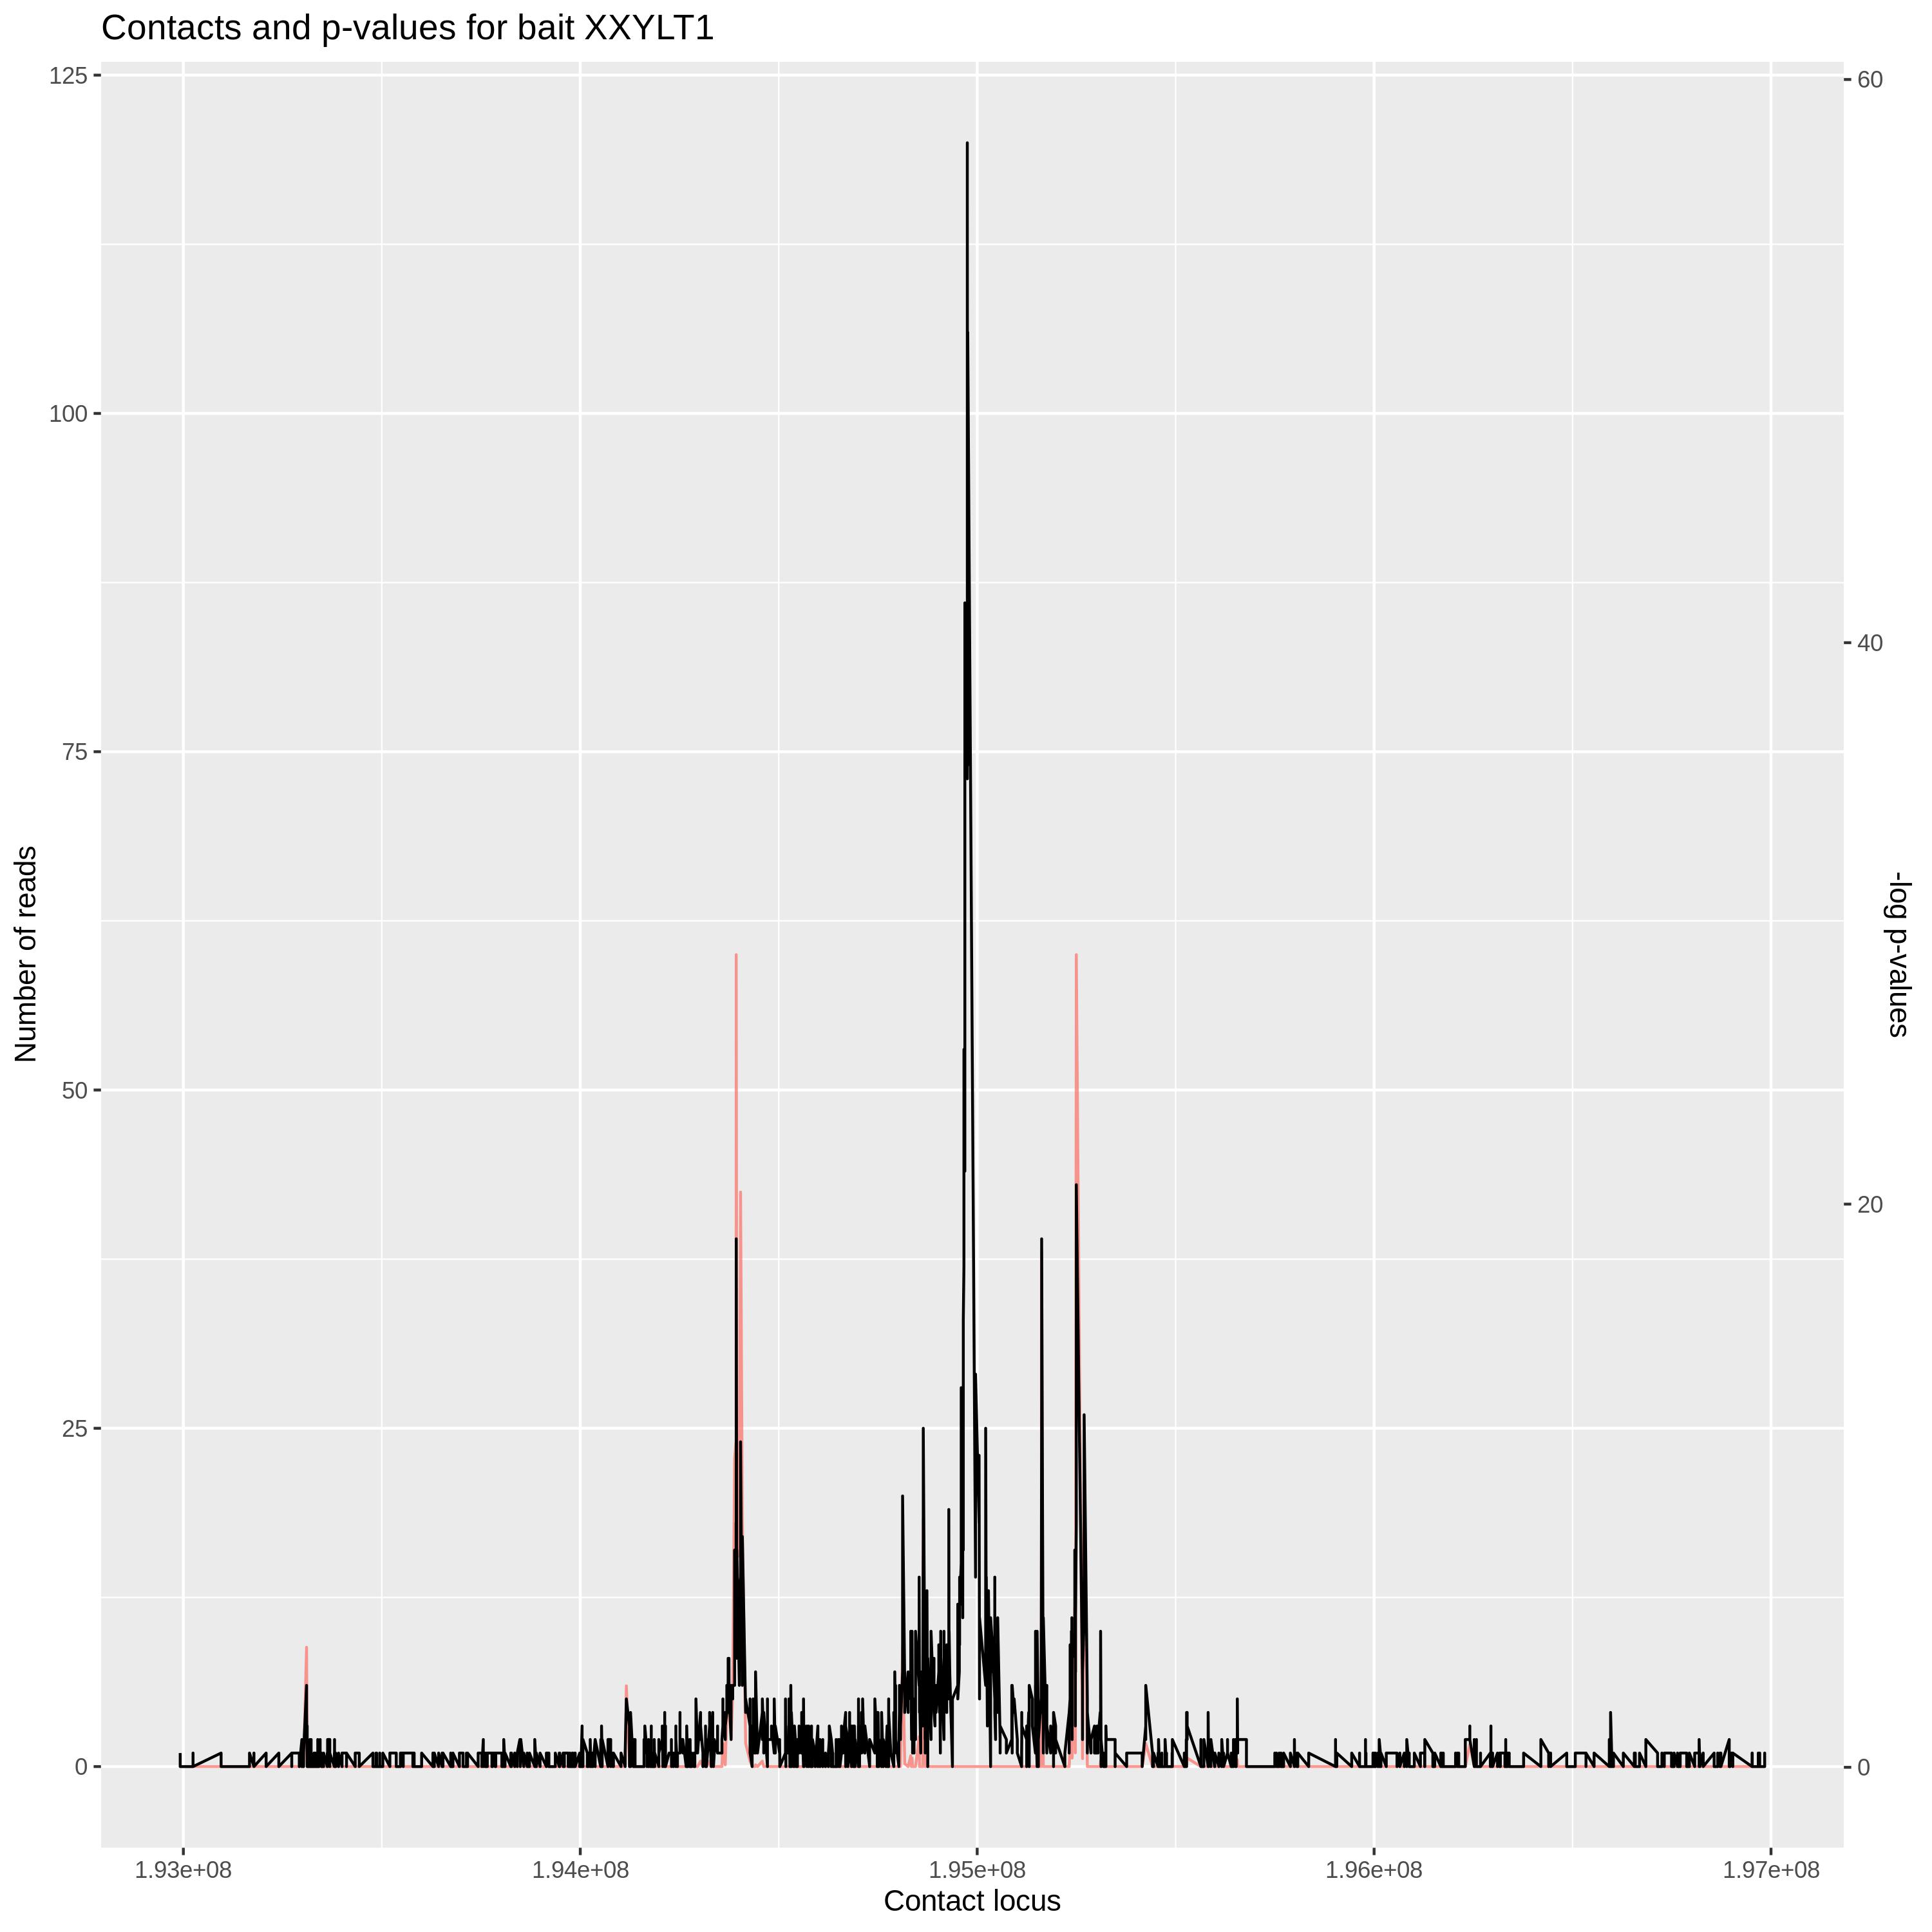 Contacts and p-values for bait XXYLT1
125
100
75
50
25
0
Number of reads
60
40
20
0
-log p-values
1.93e+08 1.94e+08 1.95e+08 1.96e+08 1.97e+08
Contact locus